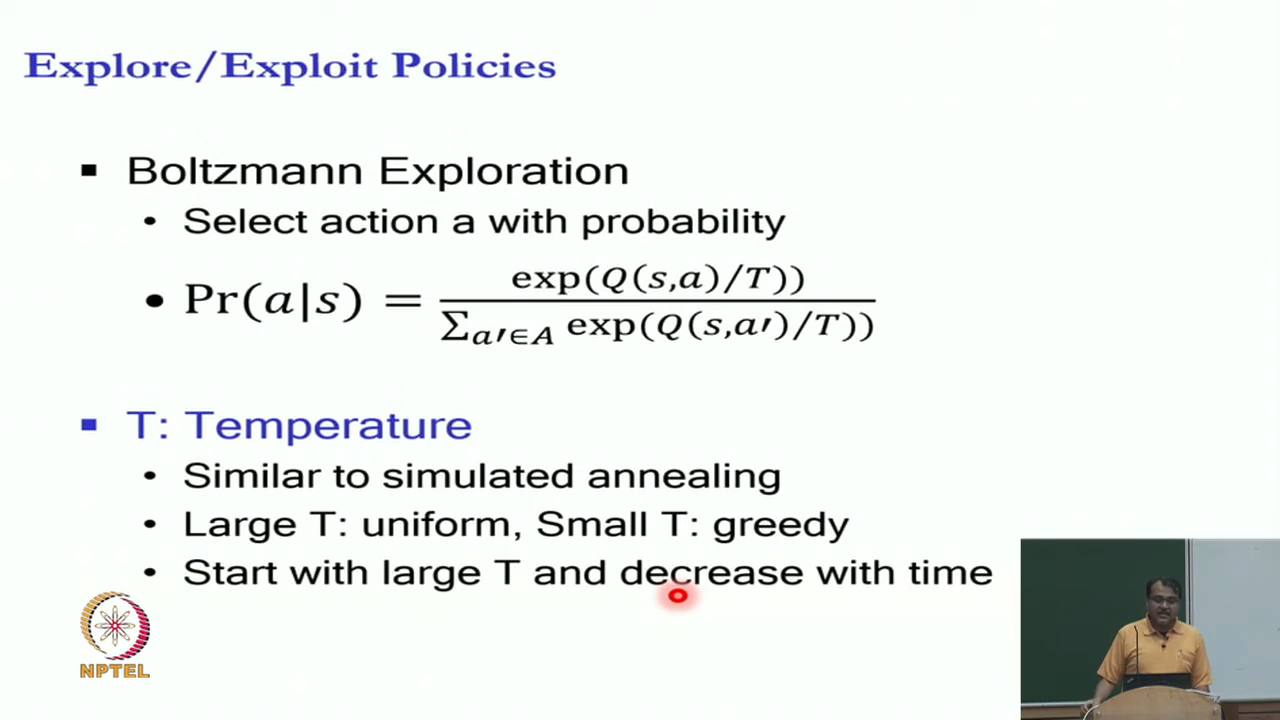 Explore/Exploit Policies
▪ Boltzmann Exploration
• Select action a with probability
• Pr(a|s) = exp(Q(s,a)/T)) / Σ_{a′∈A} exp(Q(s,a′)/T))
▪ T: Temperature
• Similar to simulated annealing
• Large T: uniform, Small T: greedy
• Start with large T and decrease with time
NPTEL